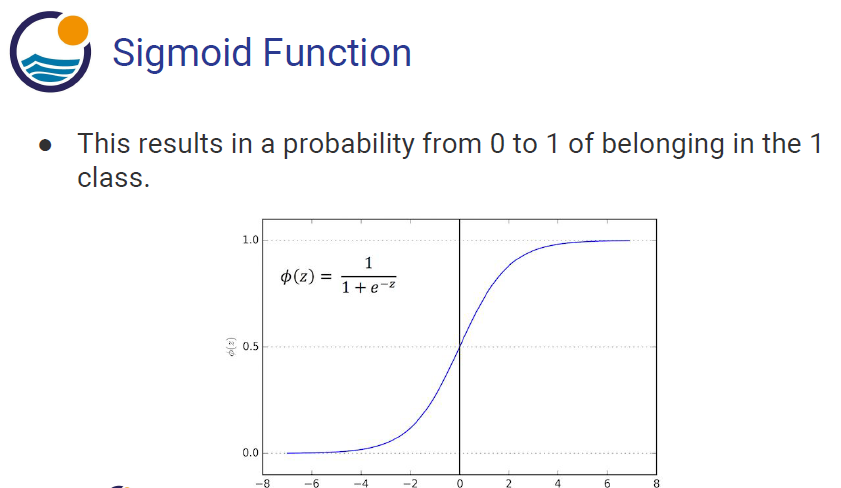 Sigmoid Function
● This results in a probability from 0 to 1 of belonging in the 1
class.
1.0
ϕ(z) = 1 / 1 + e^−z
ϕ(z)
0.5
0.0
−8 −6 −4 −2 0 2 4 6 8